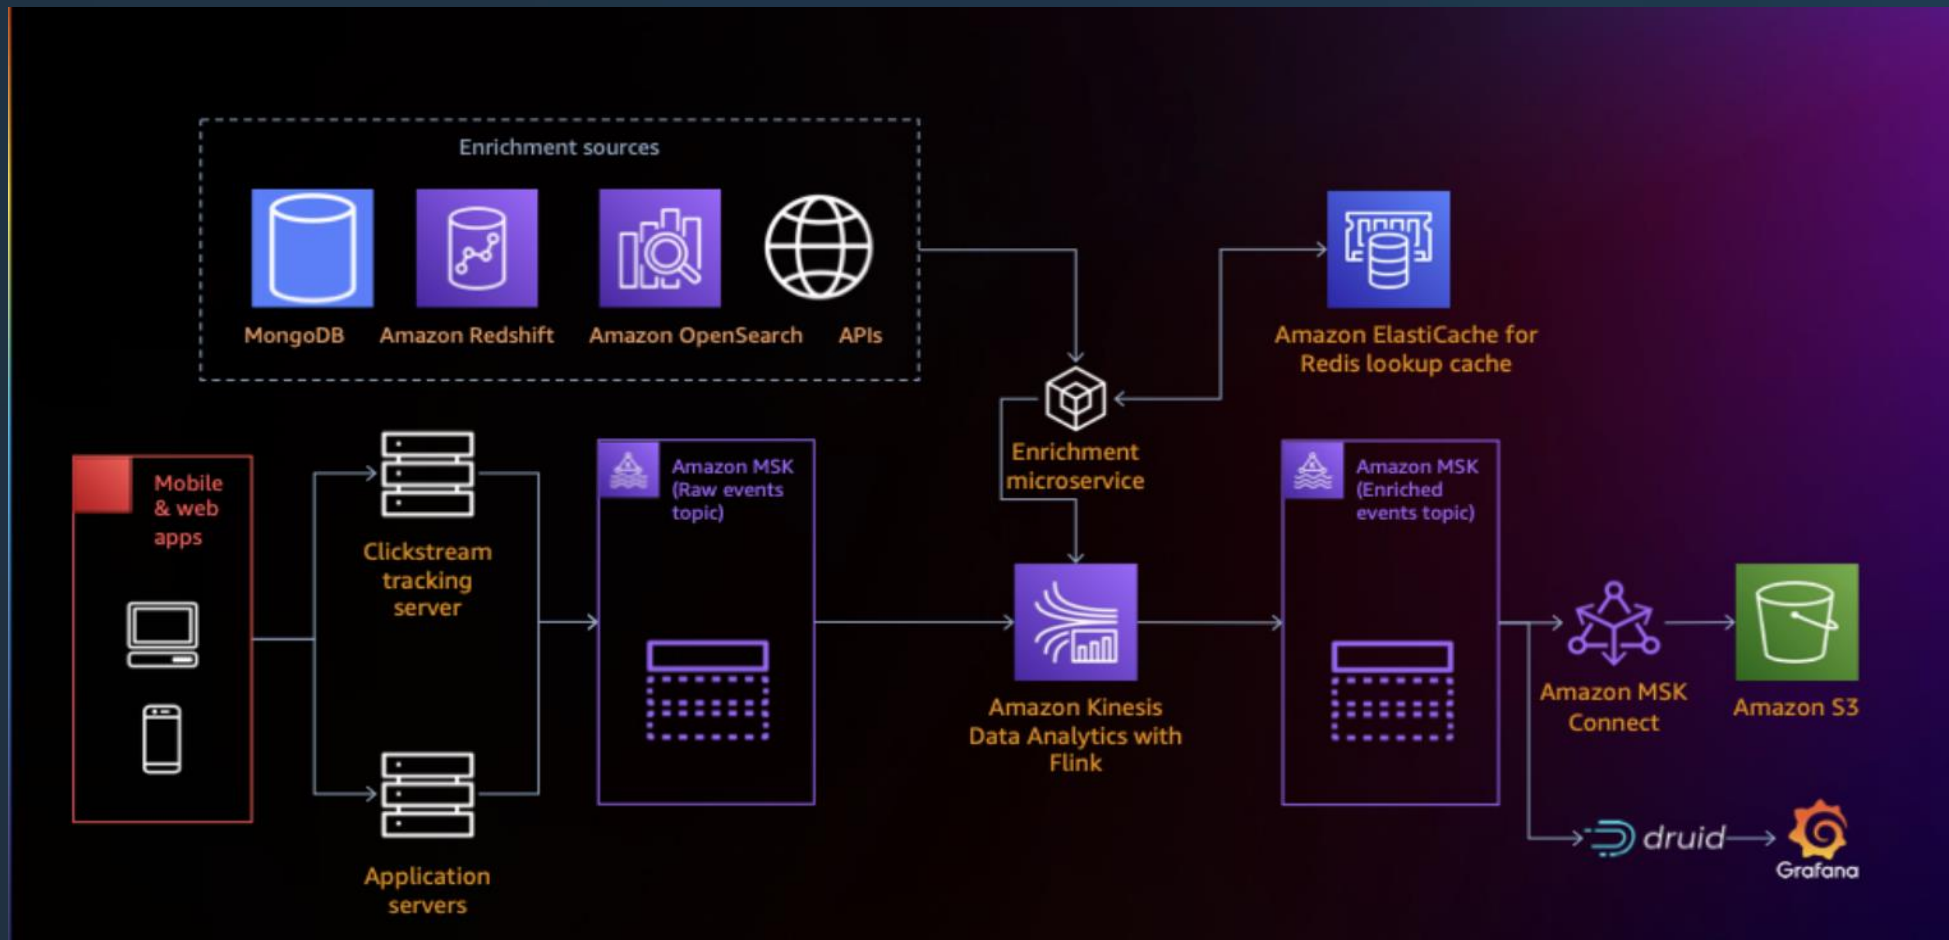 Enrichment sources
MongoDB
Amazon Redshift
Amazon OpenSearch
APIs
Amazon ElastiCache for
Redis lookup cache
Enrichment
microservice
Mobile
& web
apps
Clickstream
tracking
server
Application
servers
Amazon MSK
(Raw events
topic)
Amazon Kinesis
Data Analytics with
Flink
Amazon MSK
(Enriched
events topic)
Amazon MSK
Connect
Amazon S3
druid
Grafana